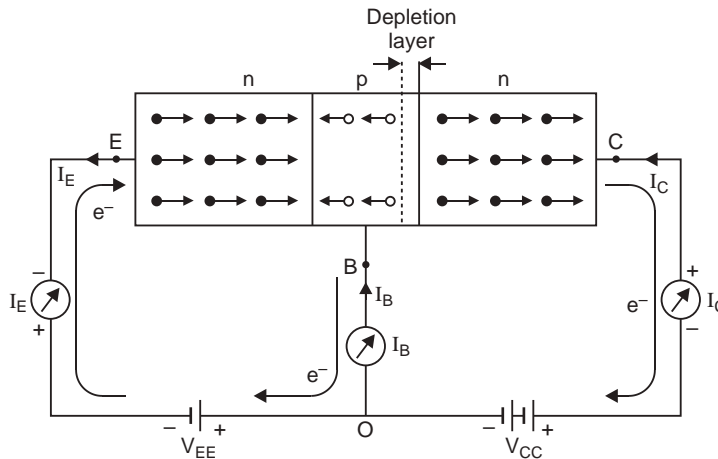 Depletion
layer
n p n
E C
I_E I_C
e⁻
− +
I_E B I_B e⁻ I_C
+ I_B −
e⁻
− + O − +
V_EE V_CC